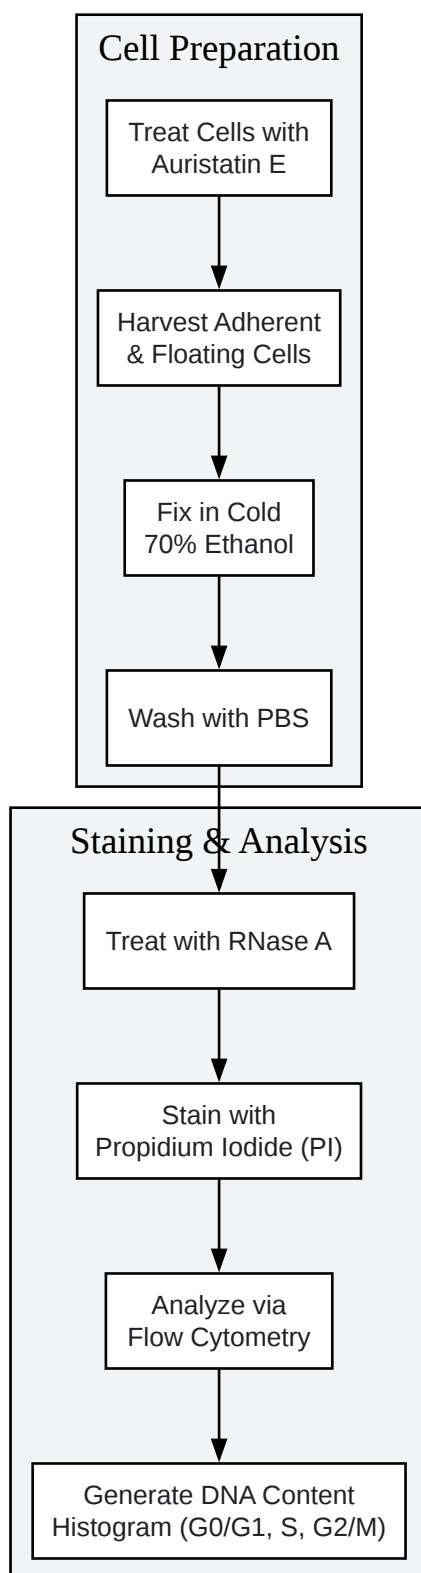 Cell Preparation
Treat Cells with
Auristatin E
Harvest Adherent
& Floating Cells
Fix in Cold
70% Ethanol
Wash with PBS
Staining & Analysis
Treat with RNase A
Stain with
Propidium Iodide (PI)
Analyze via
Flow Cytometry
Generate DNA Content
Histogram (G0/G1, S, G2/M)